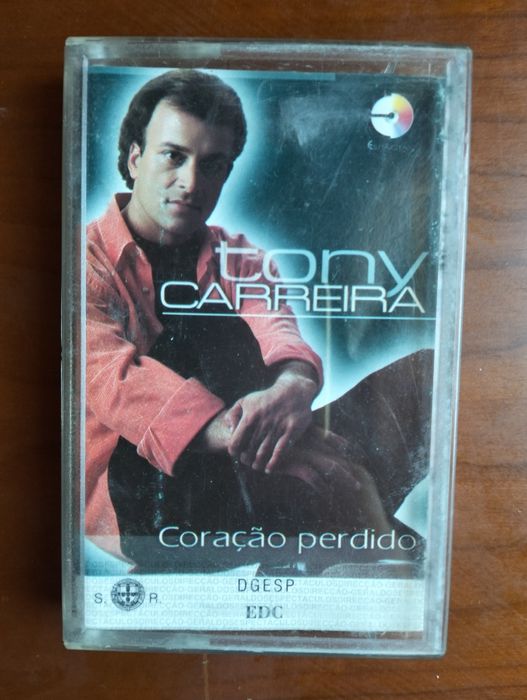 tony
CARREIRA
Coração perdido
DGESP
S. R.
EDC